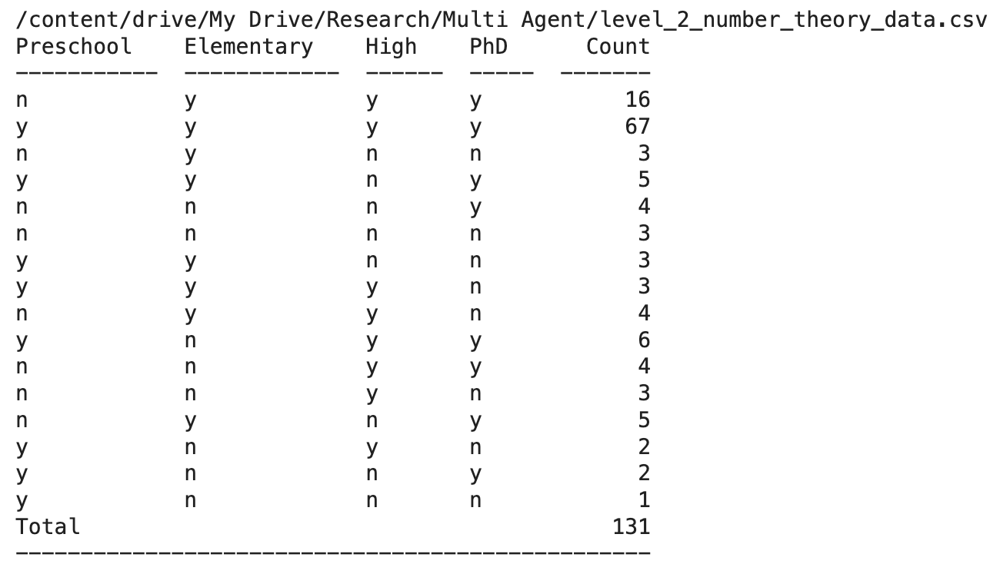 /content/drive/My Drive/Research/Multi Agent/level_2_number_theory_data.csv
Preschool    Elementary    High    PhD      Count
-----------  ------------  ------  -----  -------
n            y             y       y           16
y            y             y       y           67
n            y             n       n            3
y            y             n       y            5
n            n             n       y            4
n            n             n       n            3
y            y             n       n            3
y            y             y       n            3
n            y             y       n            4
y            n             y       y            6
n            n             y       y            4
n            n             y       n            3
n            y             n       y            5
y            n             y       n            2
y            n             n       y            2
y            n             n       n            1
Total                                         131
-------------------------------------------------